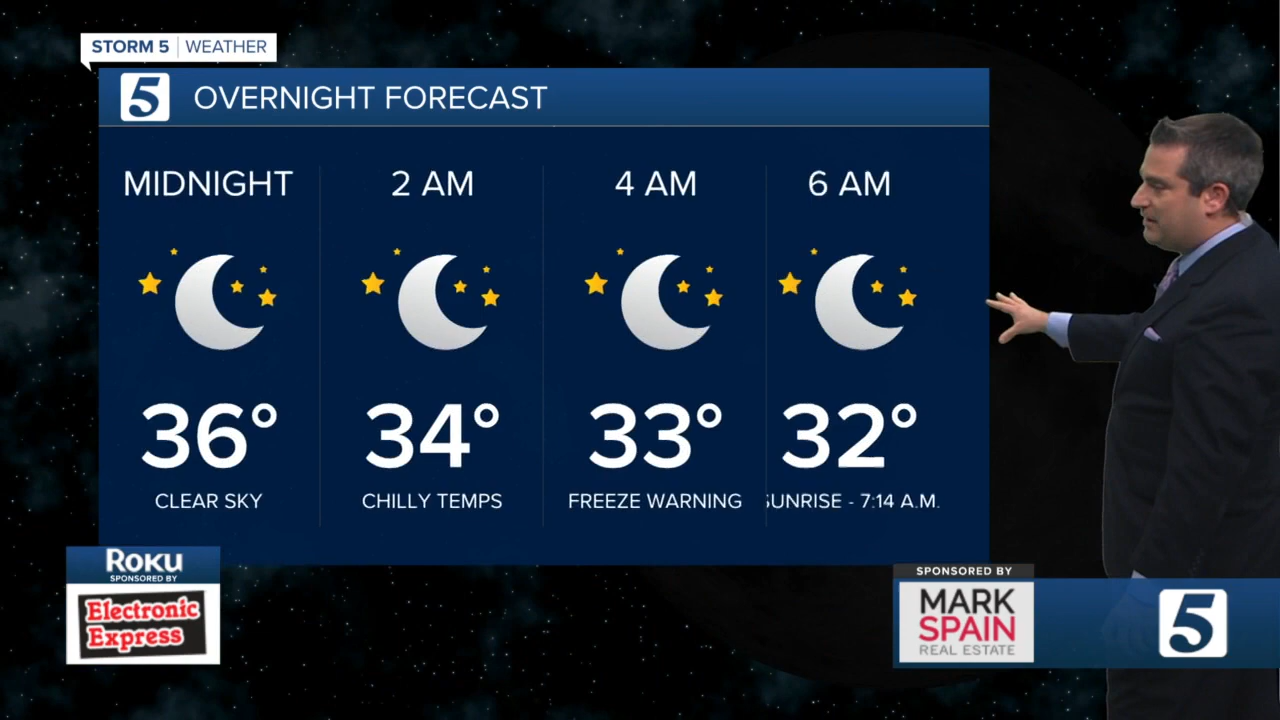 STORM 5 | WEATHER
5 OVERNIGHT FORECAST
MIDNIGHT
36°
CLEAR SKY
2 AM
34°
CHILLY TEMPS
4 AM
33°
FREEZE WARNING
6 AM
32°
SUNRISE - 7:14 A.M.
ROKU
SPONSORED BY
Electronic
Express
SPONSORED BY
MARK
SPAIN
REAL ESTATE
5